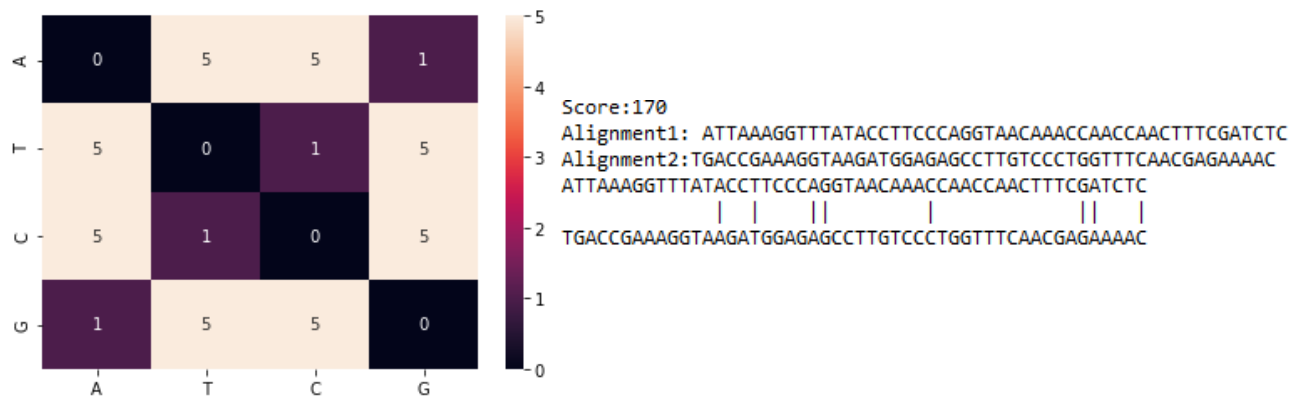 A 0 5 5 1
T 5 0 1 5
C 5 1 0 5
G 1 5 5 0
A T C G
5
4
3
2
1
0
Score:170
Alignment1: ATTAAAGGTTTATACCTTCCCAGGTAACAAACCAACCAACTTTCGATCTC
Alignment2:TGACCGAAAGGTAAGATGGAGAGCCTTGTCCCTGGTTTCAACGAGAAAAC
ATTAAAGGTTTATACCTTCCCAGGTAACAAACCAACCAACTTTCGATCTC
| | || | || |
TGACCGAAAGGTAAGATGGAGAGCCTTGTCCCTGGTTTCAACGAGAAAAC